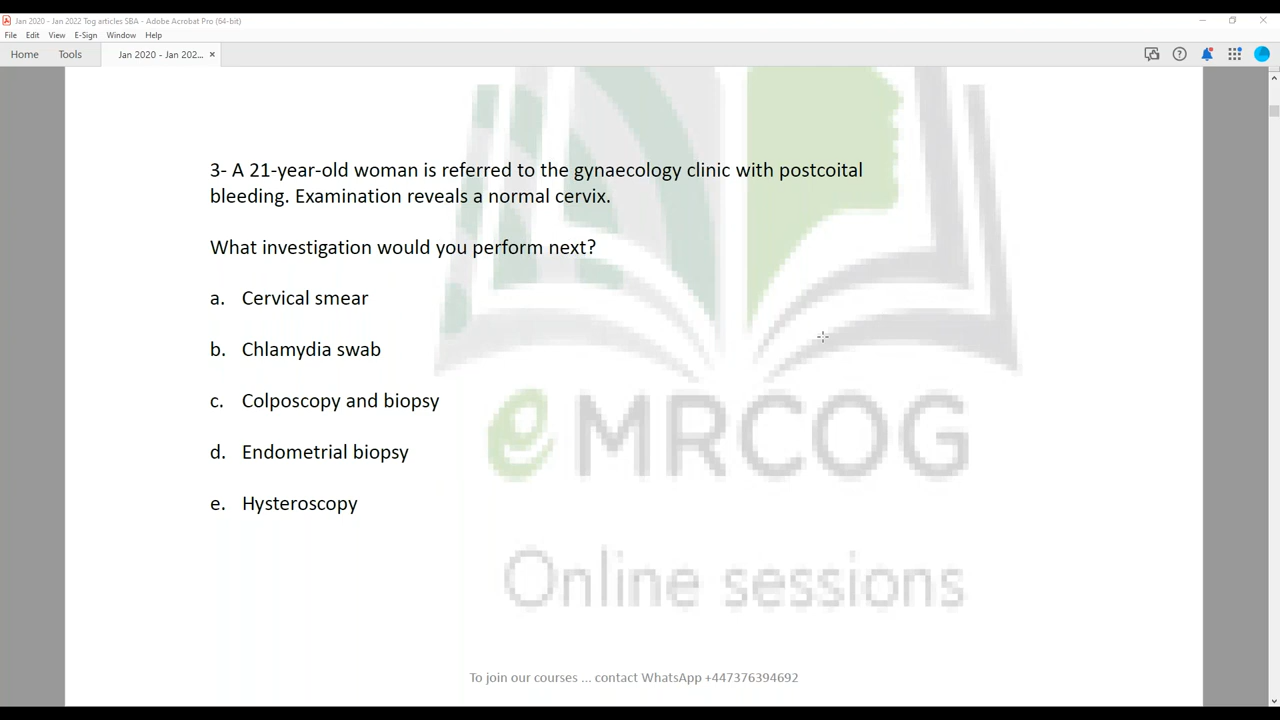 Jan 2020 - Jan 2022 Tog articles SBA - Adobe Acrobat Pro (64-bit)
File Edit View E-Sign Window Help
Home Tools Jan 2020 - Jan 202... ×
3- A 21-year-old woman is referred to the gynaecology clinic with postcoital
bleeding. Examination reveals a normal cervix.
What investigation would you perform next?
a. Cervical smear
b. Chlamydia swab
c. Colposcopy and biopsy
d. Endometrial biopsy
e. Hysteroscopy
eMRCOG
Online sessions
To join our courses ... contact WhatsApp +447376394692